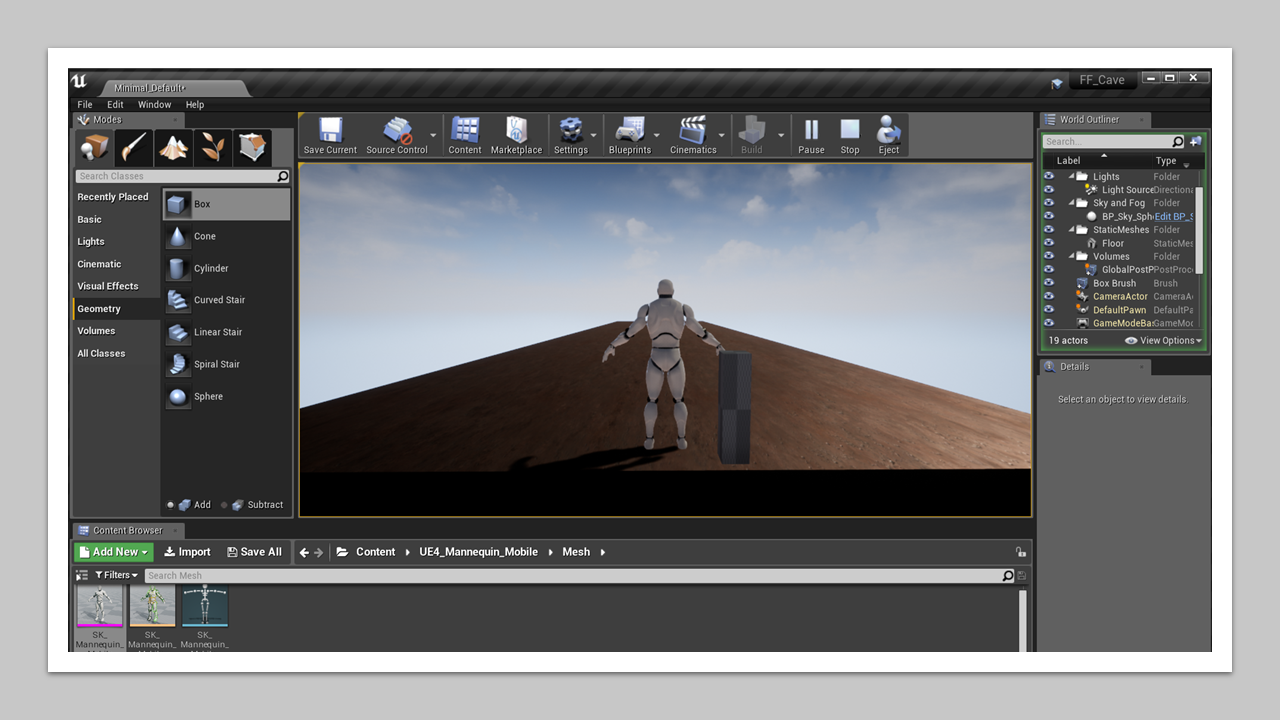 Minimal_Default•
FF_Cave
File Edit Window Help
Modes
Search Classes
Recently Placed
Basic
Lights
Cinematic
Visual Effects
Geometry
Volumes
All Classes
Box
Cone
Cylinder
Curved Stair
Linear Stair
Spiral Stair
Sphere
Add Subtract
Save Current Source Control Content Marketplace Settings Blueprints Cinematics Build Pause Stop Eject
World Outliner
Search...
Label Type
Lights Folder
Light Source Directiona
Sky and Fog Folder
BP_Sky_Sph Edit BP_S
StaticMeshes Folder
Floor StaticMes
Volumes Folder
GlobalPostP PostProc
Box Brush Brush
CameraActor CameraAc
DefaultPawn DefaultPa
GameModeBas GameMod
19 actors View Options
Details
Select an object to view details.
Content Browser
Add New Import Save All Content UE4_Mannequin_Mobile Mesh
Filters Search Mesh
SK_ SK_ SK_
Mannequin_ Mannequin_ Mannequin_